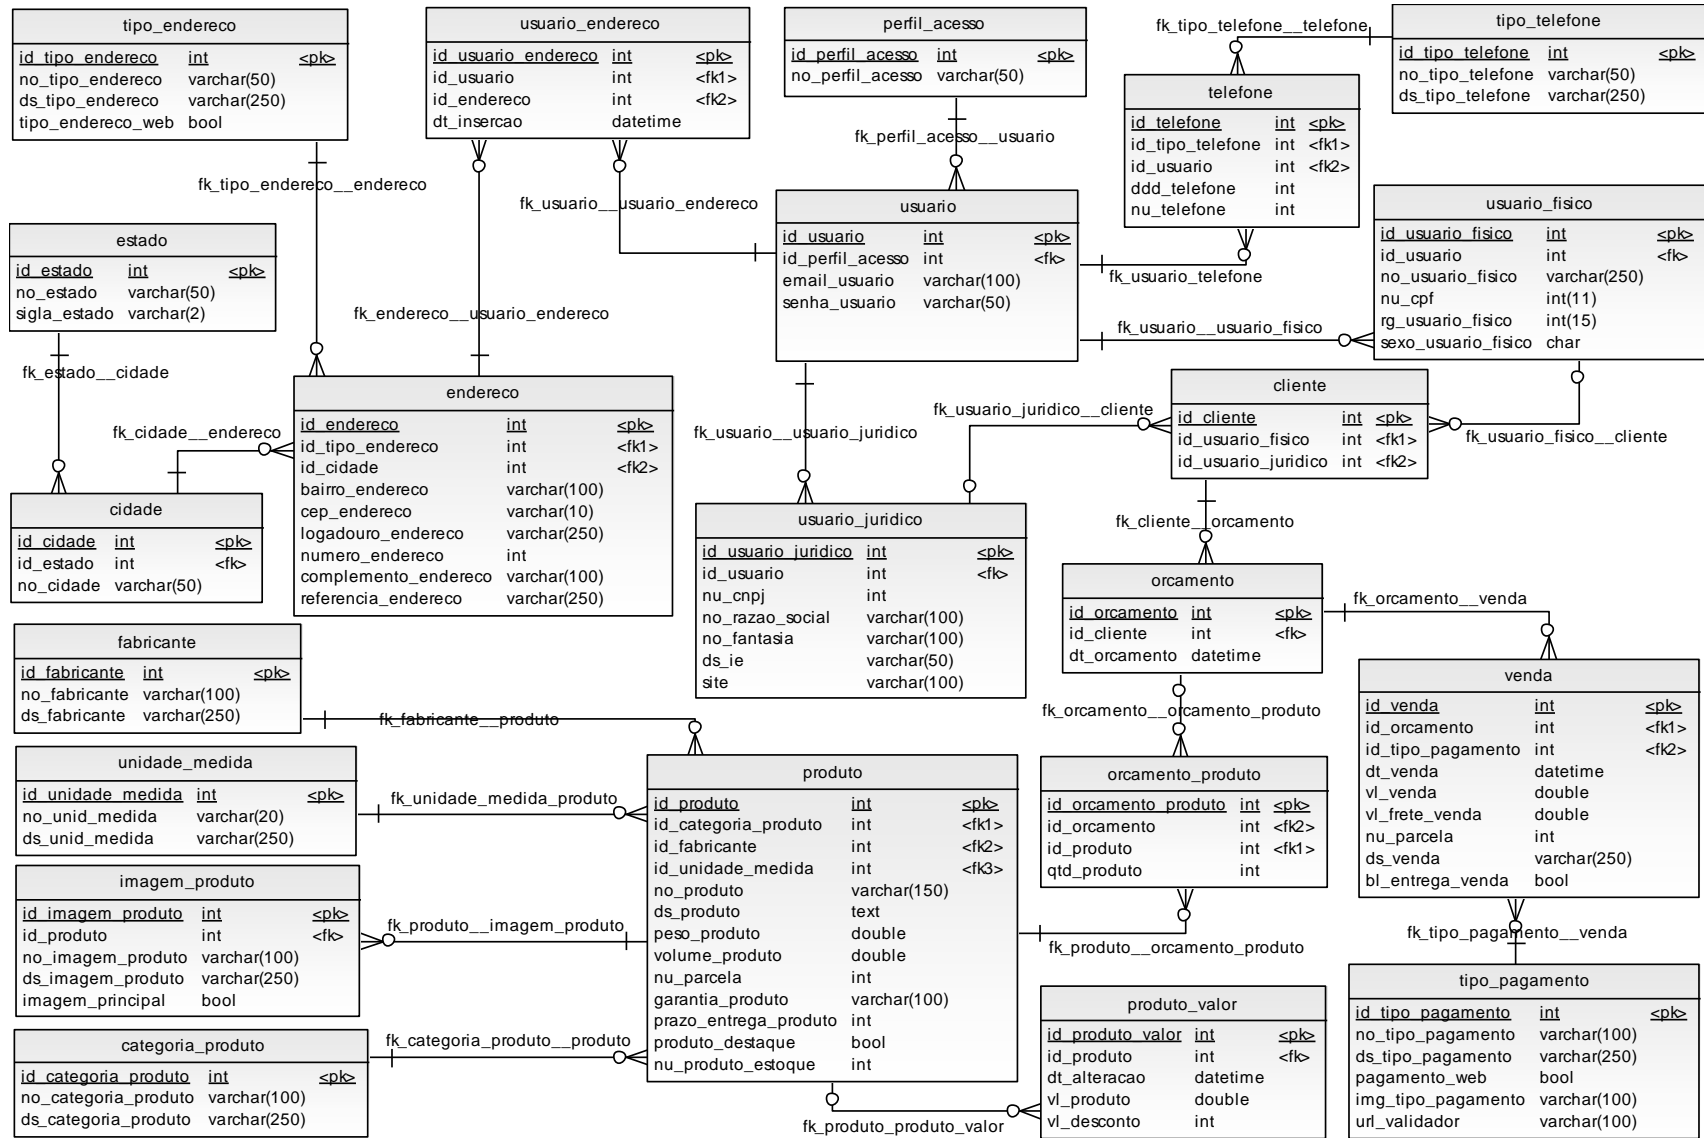 tipo_endereco
id_tipo_endereco int <pk>
no_tipo_endereco varchar(50)
ds_tipo_endereco varchar(250)
tipo_endereco_web bool
usuario_endereco
id_usuario_endereco int <pk>
id_usuario int <fk1>
id_endereco int <fk2>
dt_insercao datetime
perfil_acesso
id_perfil_acesso int <pk>
no_perfil_acesso varchar(50)
fk_tipo_telefone__telefone
tipo_telefone
id_tipo_telefone int <pk>
no_tipo_telefone varchar(50)
ds_tipo_telefone varchar(250)
telefone
id_telefone int <pk>
id_tipo_telefone int <fk1>
id_usuario int <fk2>
ddd_telefone int
nu_telefone int
fk_perfil_acesso__usuario
fk_tipo_endereco__endereco
fk_usuario__usuario_endereco
usuario
id_usuario int <pk>
id_perfil_acesso int <fk>
email_usuario varchar(100)
senha_usuario varchar(50)
fk_usuario_telefone
usuario_fisico
id_usuario_fisico int <pk>
id_usuario int <fk>
no_usuario_fisico varchar(250)
nu_cpf int(11)
rg_usuario_fisico int(15)
sexo_usuario_fisico char
fk_usuario__usuario_fisico
estado
id_estado int <pk>
no_estado varchar(50)
sigla_estado varchar(2)
fk_endereco__usuario_endereco
fk_estado__cidade
endereco
id_endereco int <pk>
id_tipo_endereco int <fk1>
id_cidade int <fk2>
bairro_endereco varchar(100)
cep_endereco varchar(10)
logadouro_endereco varchar(250)
numero_endereco int
complemento_endereco varchar(100)
referencia_endereco varchar(250)
fk_cidade__endereco
cidade
id_cidade int <pk>
id_estado int <fk>
no_cidade varchar(50)
fk_usuario__usuario_juridico
fk_usuario_juridico__cliente
cliente
id_cliente int <pk>
id_usuario_fisico int <fk1>
id_usuario_juridico int <fk2>
fk_usuario_fisico__cliente
usuario_juridico
id_usuario_juridico int <pk>
id_usuario int <fk>
nu_cnpj int
no_razao_social varchar(100)
no_fantasia varchar(100)
ds_ie varchar(50)
site varchar(100)
fk_cliente__orcamento
orcamento
id_orcamento int <pk>
id_cliente int <fk>
dt_orcamento datetime
fk_orcamento__venda
fabricante
id_fabricante int <pk>
no_fabricante varchar(100)
ds_fabricante varchar(250)
fk_fabricante__produto
fk_orcamento__orcamento_produto
venda
id_venda int <pk>
id_orcamento int <fk1>
id_tipo_pagamento int <fk2>
dt_venda datetime
vl_venda double
vl_frete_venda double
nu_parcela int
ds_venda varchar(250)
bl_entrega_venda bool
unidade_medida
id_unidade_medida int <pk>
no_unid_medida varchar(20)
ds_unid_medida varchar(250)
fk_unidade_medida_produto
produto
id_produto int <pk>
id_categoria_produto int <fk1>
id_fabricante int <fk2>
id_unidade_medida int <fk3>
no_produto varchar(150)
ds_produto text
peso_produto double
volume_produto double
nu_parcela int
garantia_produto varchar(100)
prazo_entrega_produto int
produto_destaque bool
nu_produto_estoque int
orcamento_produto
id_orcamento_produto int <pk>
id_orcamento int <fk2>
id_produto int <fk1>
qtd_produto int
imagem_produto
id_imagem_produto int <pk>
id_produto int <fk>
no_imagem_produto varchar(100)
ds_imagem_produto varchar(250)
imagem_principal bool
fk_produto__imagem_produto
fk_produto__orcamento_produto
fk_tipo_pagamento__venda
categoria_produto
id_categoria_produto int <pk>
no_categoria_produto varchar(100)
ds_categoria_produto varchar(250)
fk_categoria_produto__produto
produto_valor
id_produto_valor int <pk>
id_produto int <fk>
dt_alteracao datetime
vl_produto double
vl_desconto int
fk_produto_produto_valor
tipo_pagamento
id_tipo_pagamento int <pk>
no_tipo_pagamento varchar(100)
ds_tipo_pagamento varchar(250)
pagamento_web bool
img_tipo_pagamento varchar(100)
url_validador varchar(100)